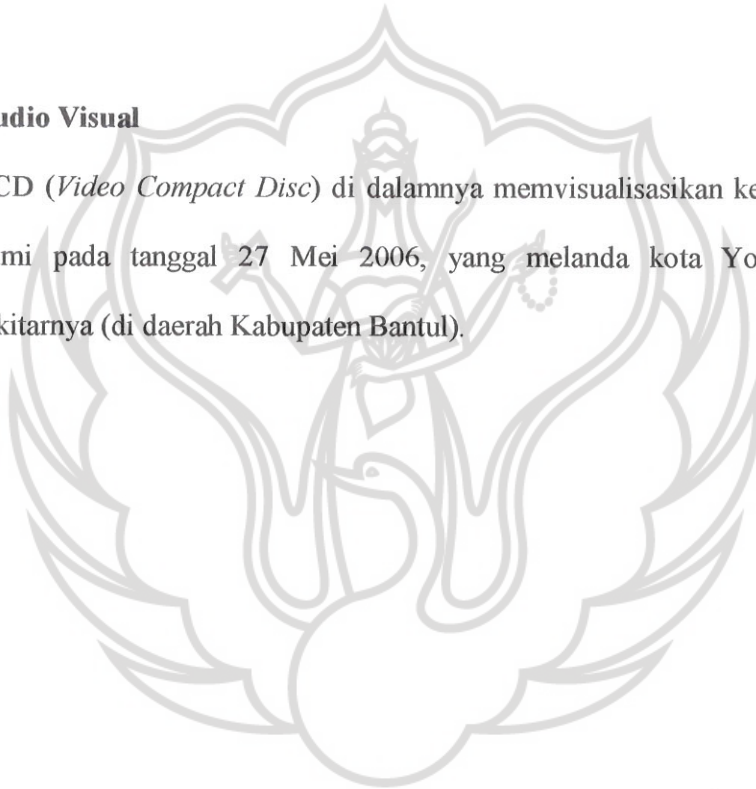 udio Visual
CD (Video Compact Disc) di dalamnya memvisualisasikan ke
mi pada tanggal 27 Mei 2006, yang melanda kota Yo
kitarnya (di daerah Kabupaten Bantul).